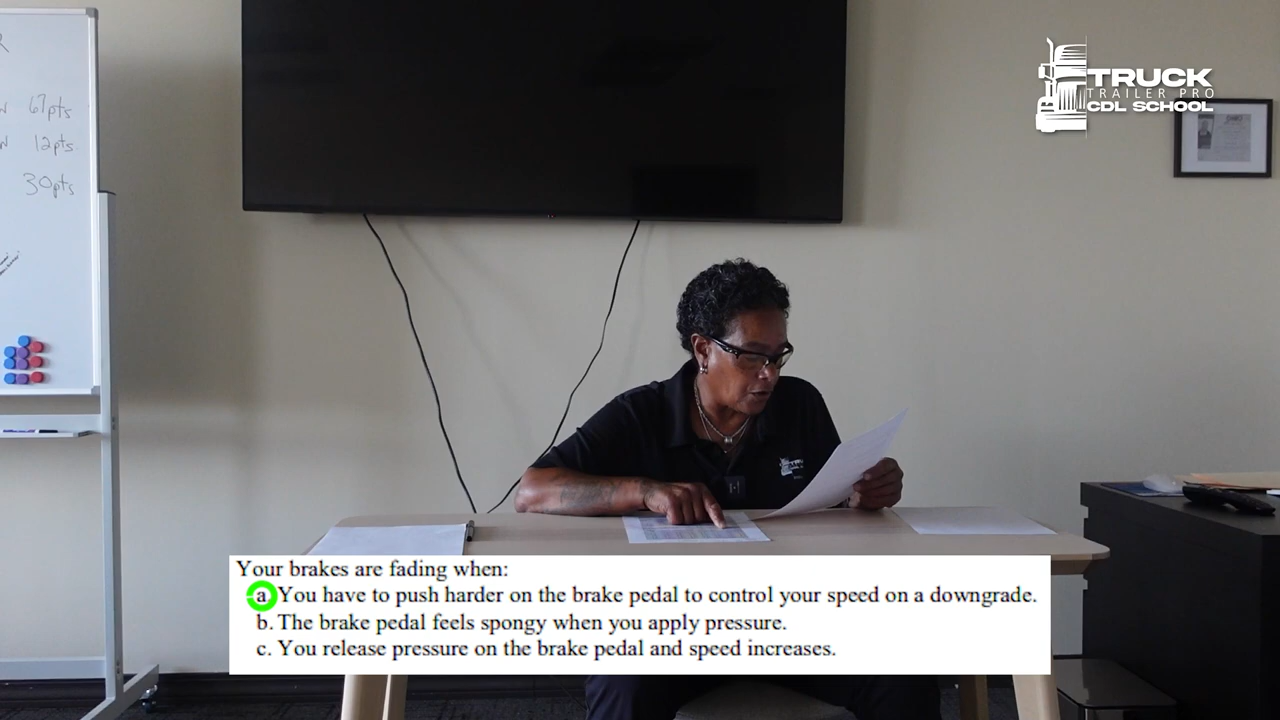 67pts
12pts
30pts
TRUCK
TRAILER PRO
CDL SCHOOL
Your brakes are fading when:
a. You have to push harder on the brake pedal to control your speed on a downgrade.
b. The brake pedal feels spongy when you apply pressure.
c. You release pressure on the brake pedal and speed increases.